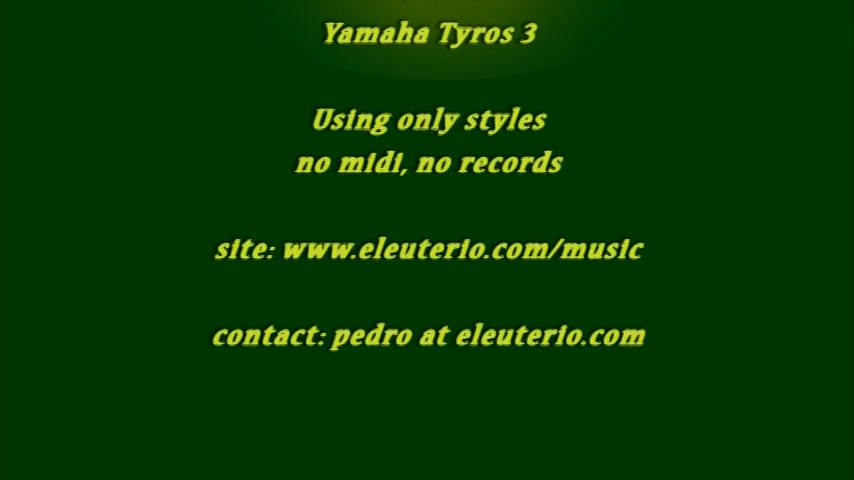 Yamaha Tyros 3
Using only styles
no midi, no records
site: www.eleuterio.com/music
contact: pedro at eleuterio.com